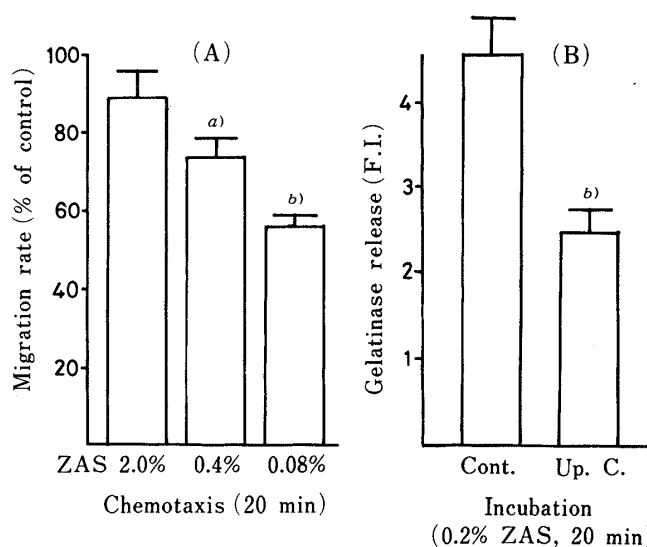 (A)
Migration rate (% of control)
100
80
60
40
20
a)
b)
ZAS 2.0% 0.4% 0.08%
Chemotaxis (20 min)
(B)
Gelatinase release (F.I.)
4
3
2
1
b)
Cont. Up. C.
Incubation
(0.2% ZAS, 20 min)